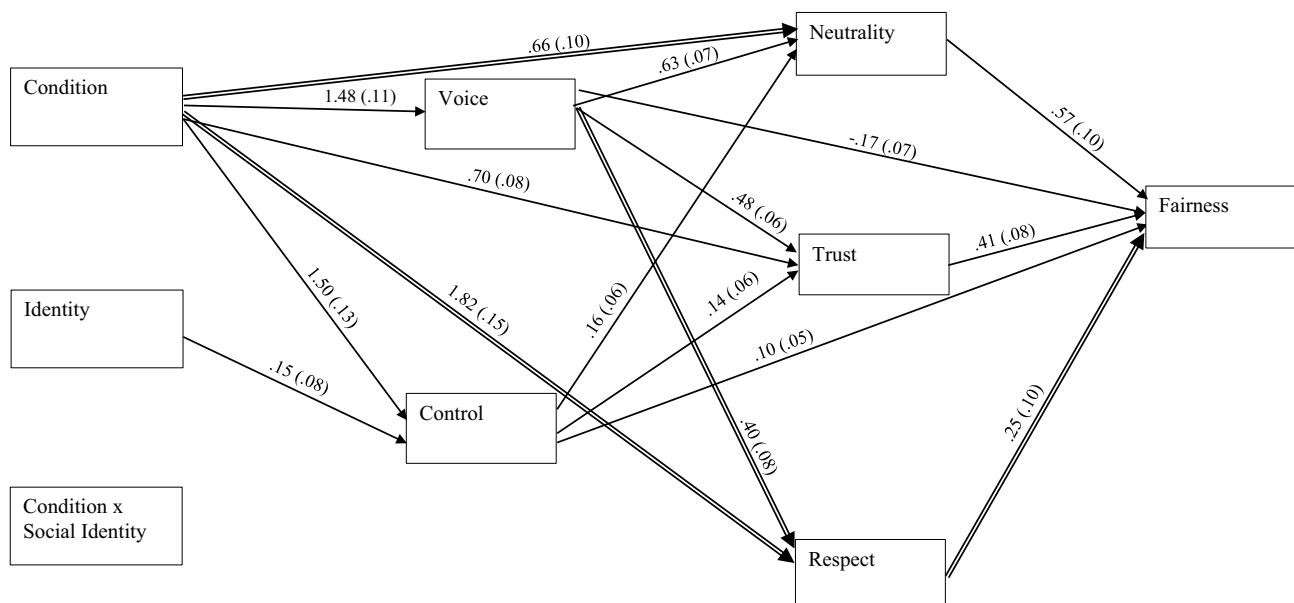 Neutrality
.66 (.10)
.63 (.07)
Condition
1.48 (.11)
Voice
.57 (.10)
-.17 (.07)
.70 (.08)
.48 (.06)
Fairness
Trust
.41 (.08)
Identity
1.50 (.13)
1.82 (.15)
.16 (.06)
.14 (.06)
.10 (.05)
.15 (.08)
Control
.40 (.08)
.25 (.10)
Condition x
Social Identity
Respect